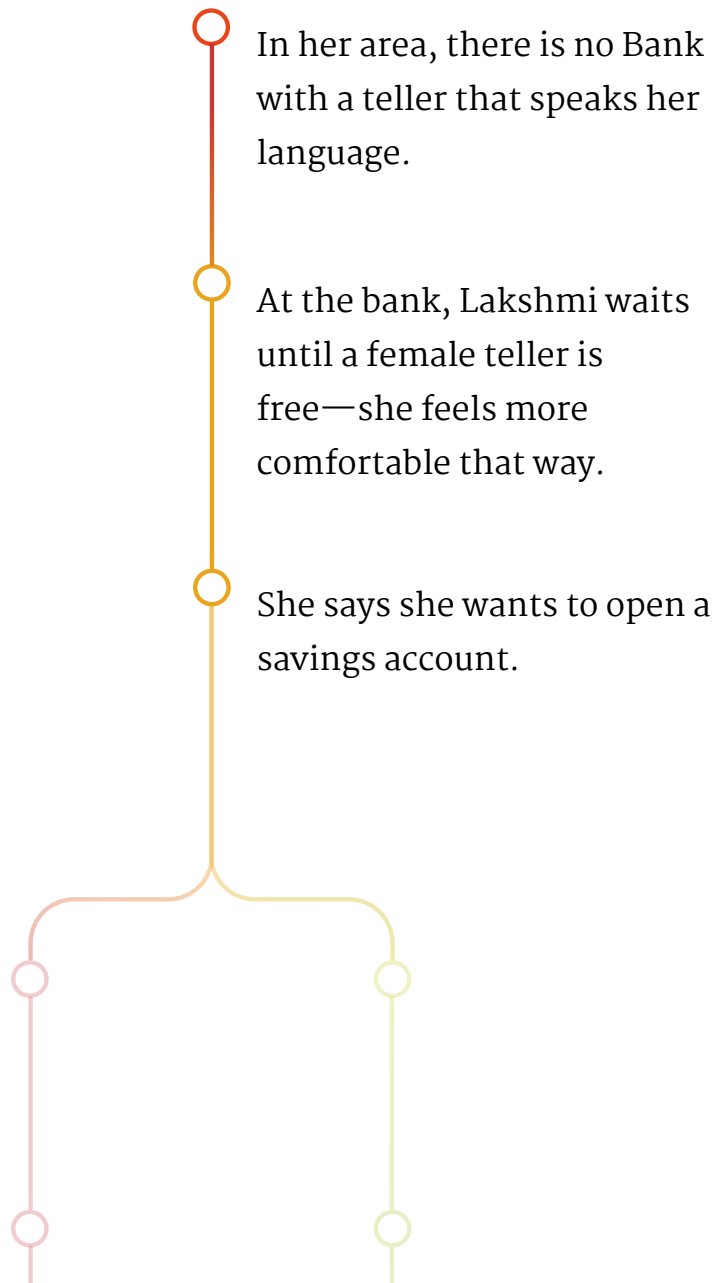 In her area, there is no Bank
with a teller that speaks her
language.
At the bank, Lakshmi waits
until a female teller is
free—she feels more
comfortable that way.
She says she wants to open a
savings account.